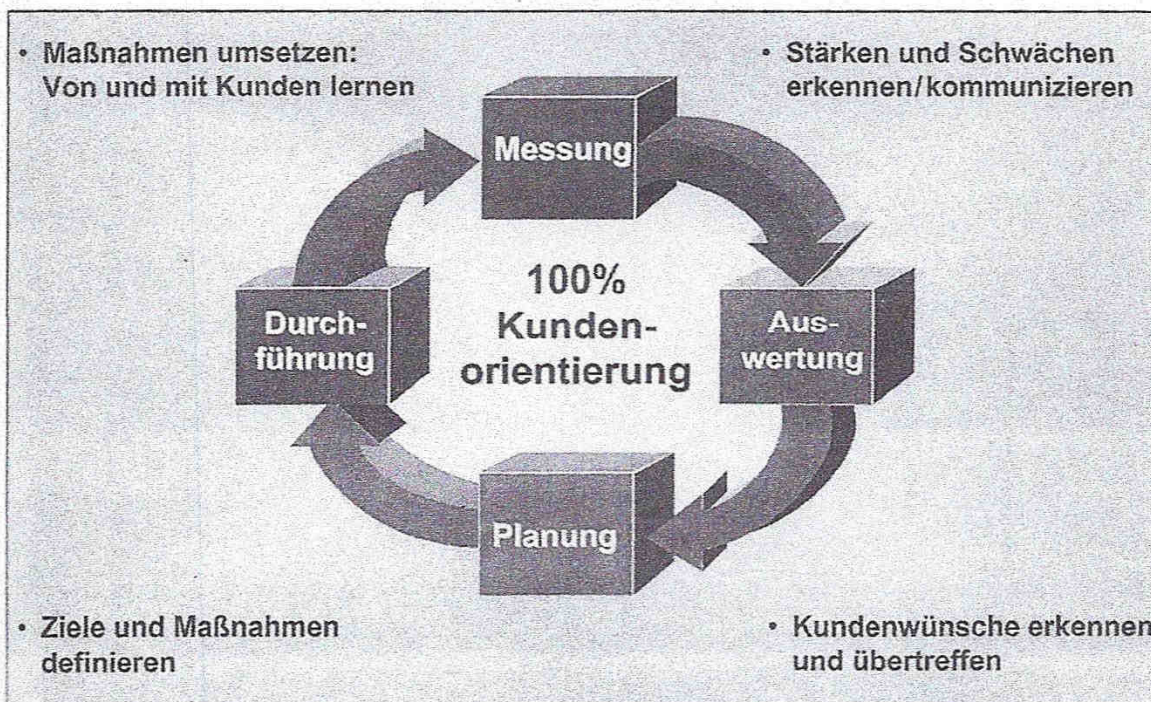 • Maßnahmen umsetzen:
Von und mit Kunden lernen
• Stärken und Schwächen
erkennen/kommunizieren
Messung
100%
Kunden-
orientierung
Durch-
führung
Aus-
wertung
Planung
• Ziele und Maßnahmen
definieren
• Kundenwünsche erkennen
und übertreffen